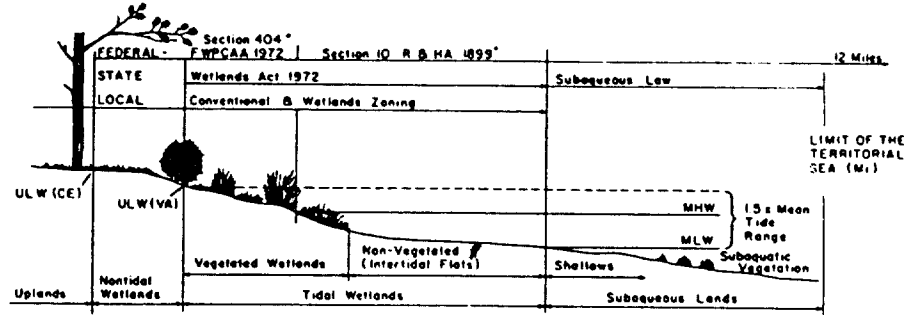 Section 404*
FEDERAL - FWPCAA 1972 Section 10 R & HA 1899* 12 Miles
STATE Wetlands Act 1972 Subaqueous Law
LOCAL Conventional & Wetlands Zoning
LIMIT OF THE
TERRITORIAL
SEA (Mi)
ULW (CE)
ULW (VA)
MHW
1.5 x Mean
Tide
Range
MLW
Vegetated Wetlands
Non-Vegetated
(Intertidal Flats)
Shallows
Subaquatic
Vegetation
Uplands
Nontidal
Wetlands
Tidal Wetlands
Subaqueous Lands